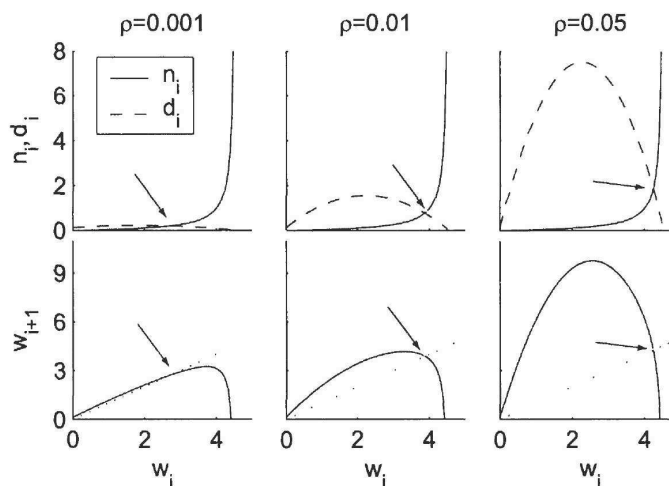 ρ=0.001 ρ=0.01 ρ=0.05
8
6
4
2
0
n_i, d_i
n_i
d_i
9
6
3
0
w_{i+1}
0 2 4 0 2 4 0 2 4
w_i w_i w_i